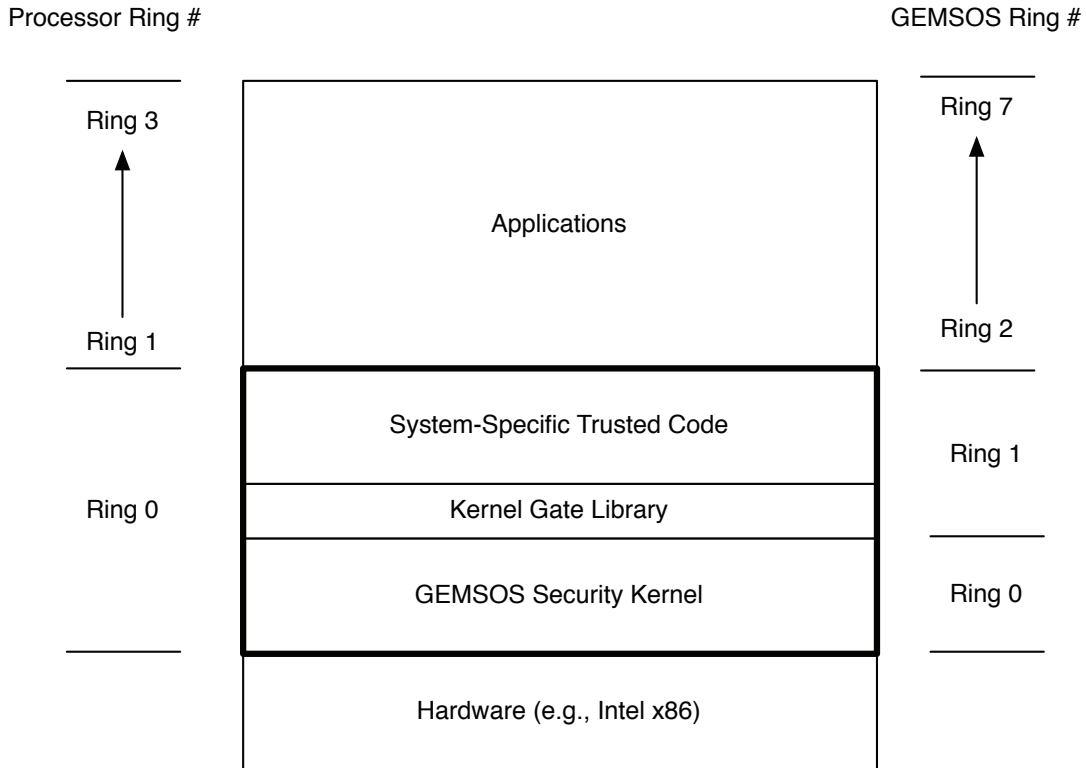 Processor Ring #
GEMSOS Ring #
Ring 3
Ring 7
Applications
Ring 1
Ring 2
System-Specific Trusted Code
Ring 1
Ring 0
Kernel Gate Library
GEMSOS Security Kernel
Ring 0
Hardware (e.g., Intel x86)